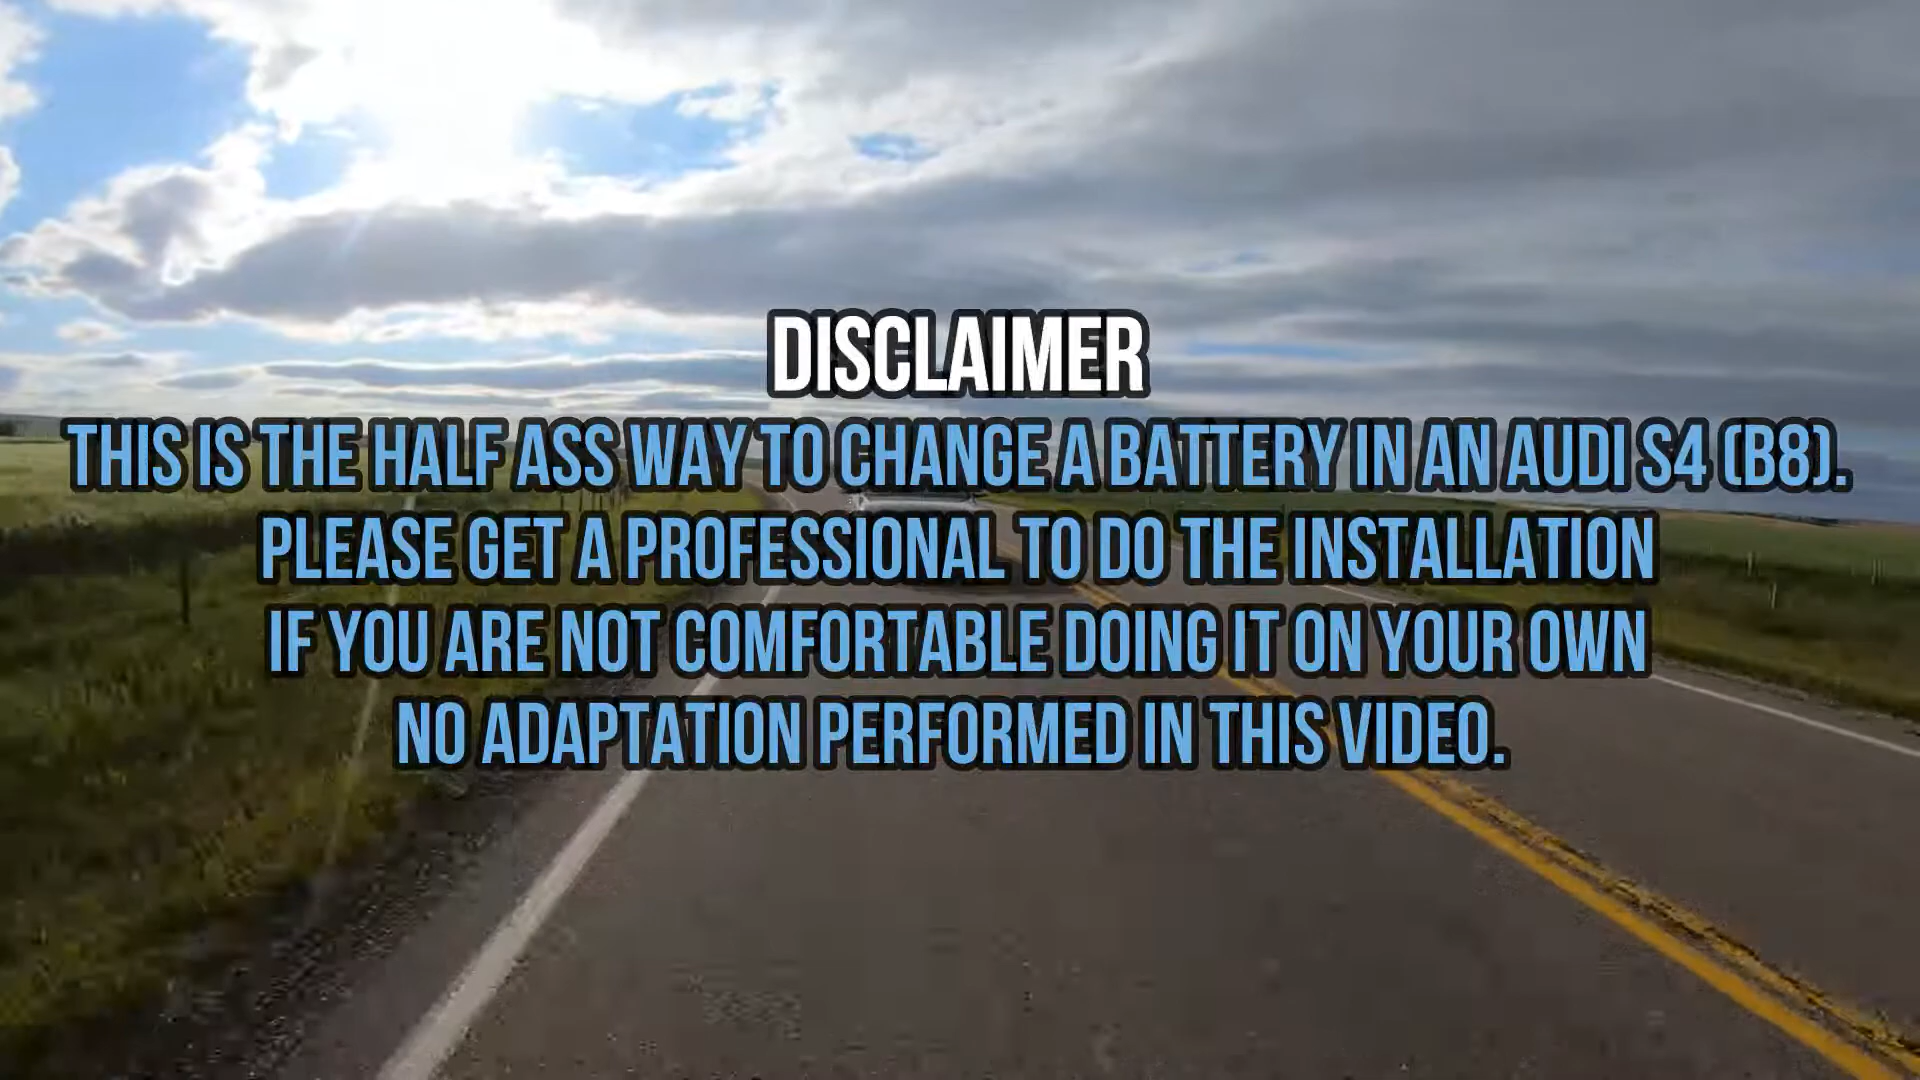 DISCLAIMER
THIS IS THE HALF ASS WAY TO CHANGE A BATTERY IN AN AUDI S4 (B8).
PLEASE GET A PROFESSIONAL TO DO THE INSTALLATION
IF YOU ARE NOT COMFORTABLE DOING IT ON YOUR OWN
NO ADAPTATION PERFORMED IN THIS VIDEO.